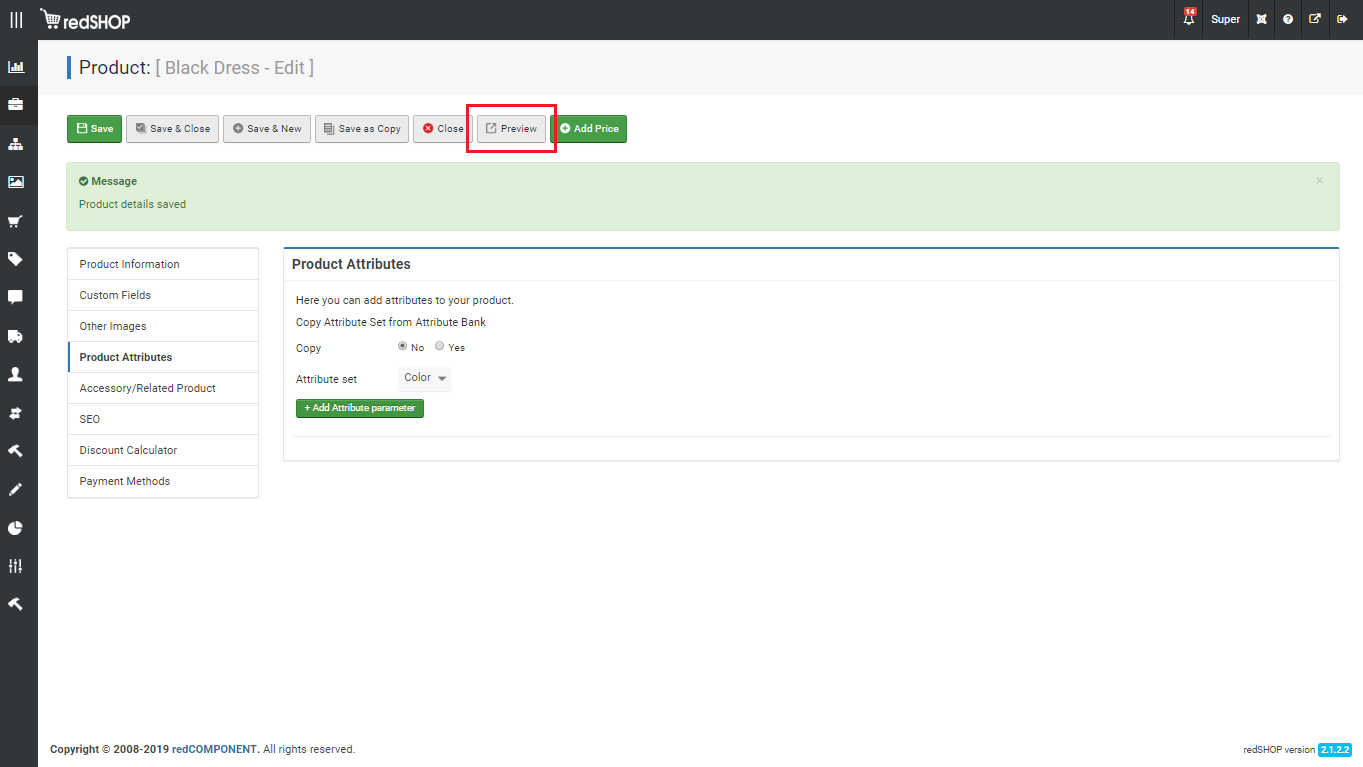 redSHOP
14
Super
Product: [ Black Dress - Edit ]
Save
Save & Close
Save & New
Save as Copy
Close
Preview
Add Price
Message
×
Product details saved
Product Information
Custom Fields
Other Images
Product Attributes
Accessory/Related Product
SEO
Discount Calculator
Payment Methods
Product Attributes
Here you can add attributes to your product.
Copy Attribute Set from Attribute Bank
Copy No Yes
Attribute set Color
+ Add Attribute parameter
Copyright © 2008-2019 redCOMPONENT. All rights reserved.
redSHOP version 2.1.2.2